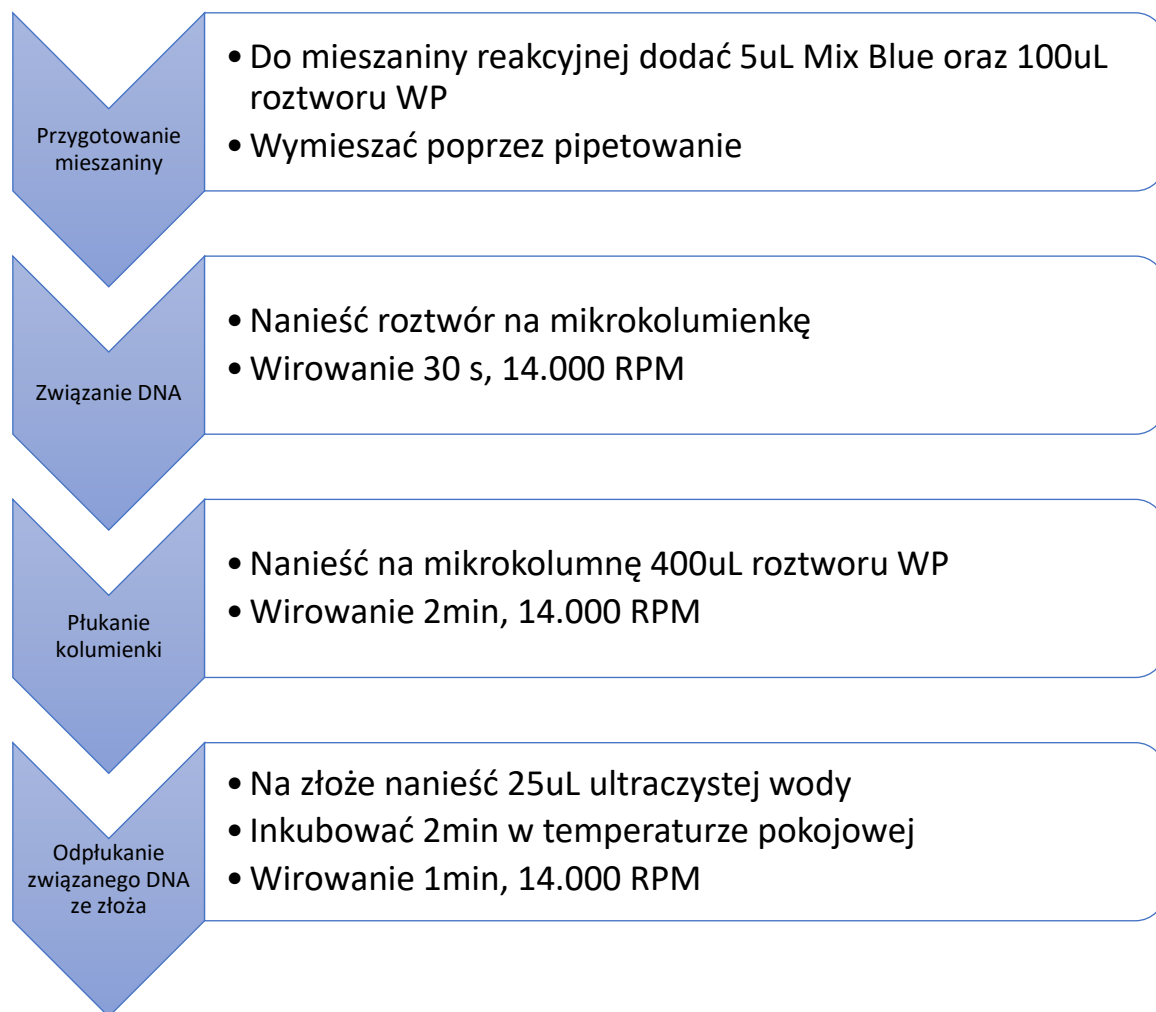 Przygotowanie
mieszaniny
• Do mieszaniny reakcyjnej dodać 5uL Mix Blue oraz 100uL
roztworu WP
• Wymieszać poprzez pipetowanie
Związanie DNA
• Nanieść roztwór na mikrokolumienkę
• Wirowanie 30 s, 14.000 RPM
Płukanie
kolumienki
• Nanieść na mikrokolumnę 400uL roztworu WP
• Wirowanie 2min, 14.000 RPM
Odpłukanie
związanego DNA
ze złoża
• Na złoże nanieść 25uL ultraczystej wody
• Inkubować 2min w temperaturze pokojowej
• Wirowanie 1min, 14.000 RPM